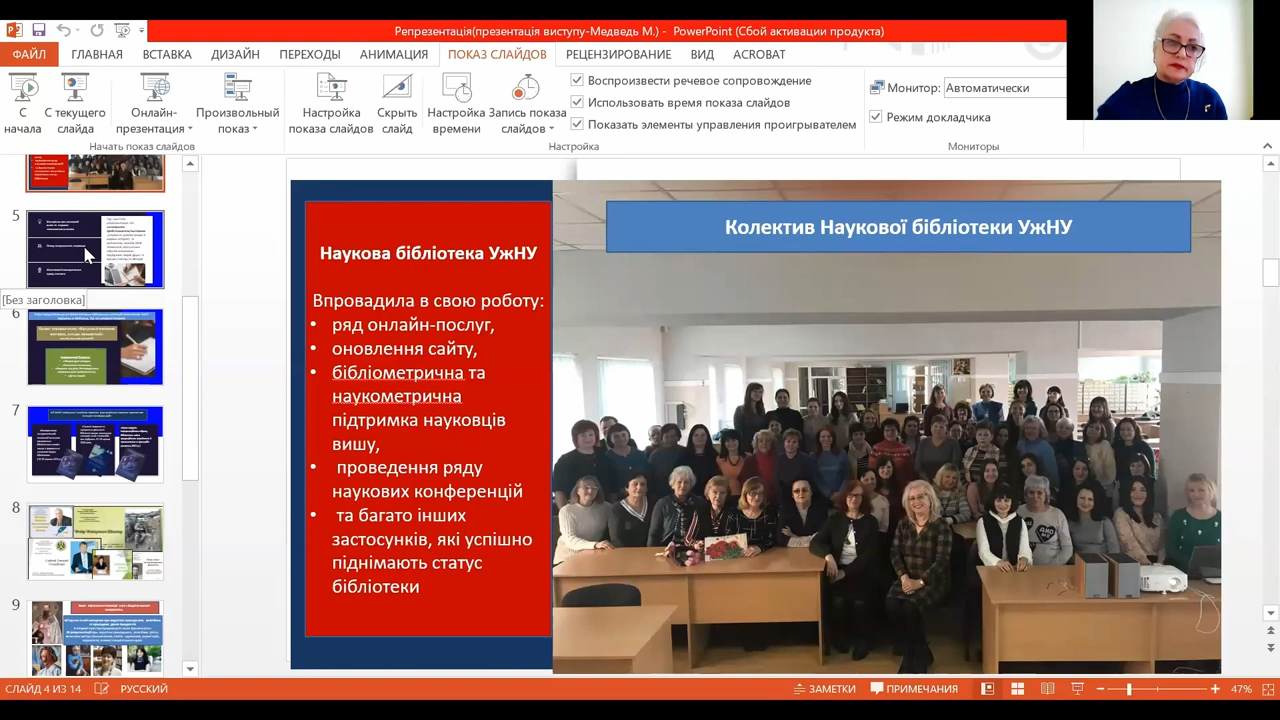 Репрезентація(презентація виступу-Медведь М.) - PowerPoint (Сбой активации продукта)
ФАЙЛ ГЛАВНАЯ ВСТАВКА ДИЗАЙН ПЕРЕХОДЫ АНИМАЦИЯ ПОКАЗ СЛАЙДОВ РЕЦЕНЗИРОВАНИЕ ВИД ACROBAT
С начала
С текущего слайда
Онлайн-презентация
Произвольный показ
Начать показ слайдов
Настройка показа слайдов
Скрыть слайд
Настройка времени
Запись показа слайдов
Воспроизвести речевое сопровождение
Использовать время показа слайдов
Показать элементы управления проигрывателем
Настройка
Монитор: Автоматически
Режим докладчика
Мониторы
5
[Без заголовка]
6
7
8
9
Наукова бібліотека УжНУ
Впровадила в свою роботу:
• ряд онлайн-послуг,
• оновлення сайту,
• бібліометрична та
наукометрична
підтримка науковців
вишу,
• проведення ряду
наукових конференцій
• та багато інших
застосунків, які успішно
піднімають статус
бібліотеки
Колектив Наукової бібліотеки УжНУ
СЛАЙД 4 ИЗ 14 РУССКИЙ ЗАМЕТКИ ПРИМЕЧАНИЯ 47%